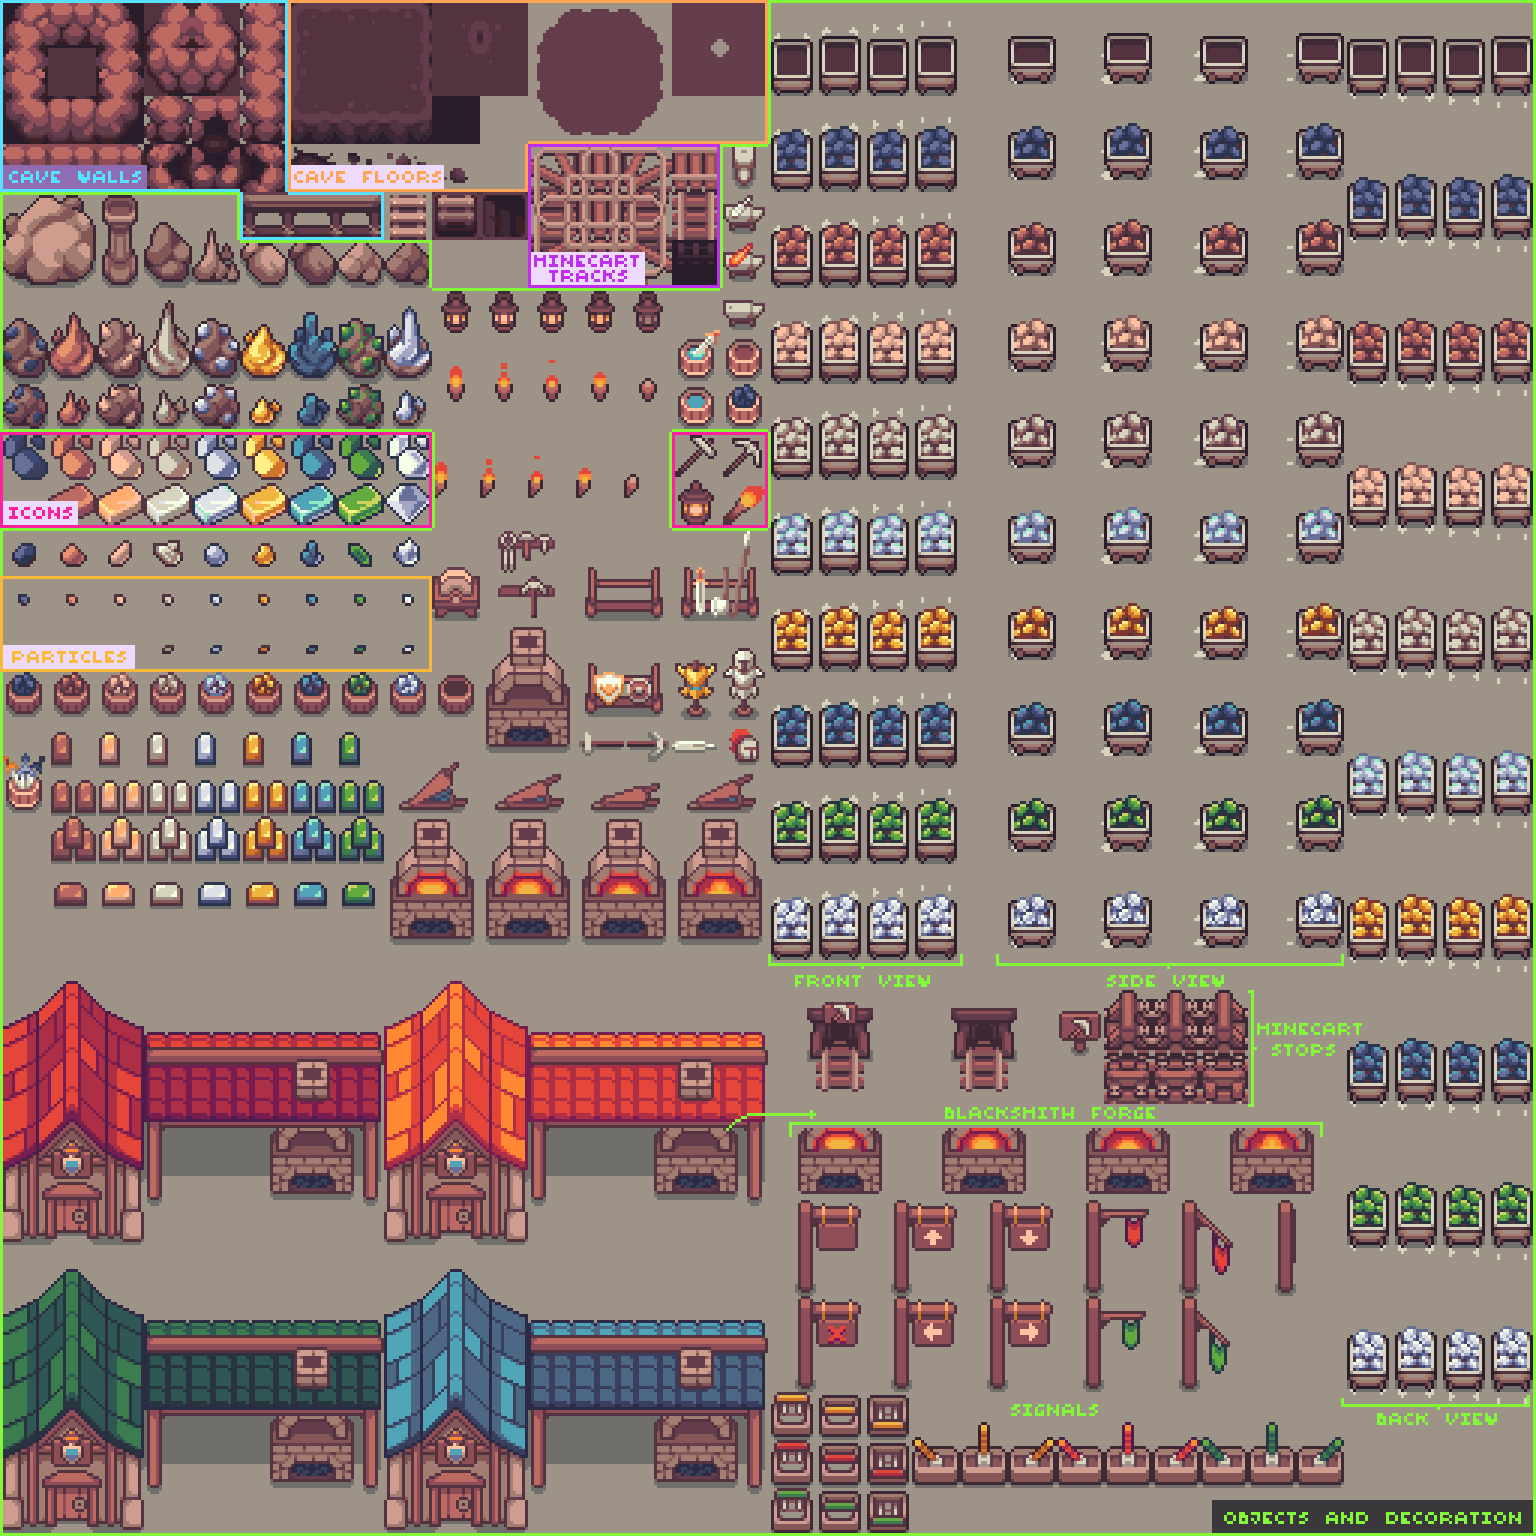 CAVE WALLS
CAVE FLOORS
MINECART
TRACKS
ICONS
PARTICLES
FRONT VIEW
SIDE VIEW
MINECART
STOPS
BLACKSMITH FORGE
SIGNALS
BACK VIEW
OBJECTS AND DECORATION